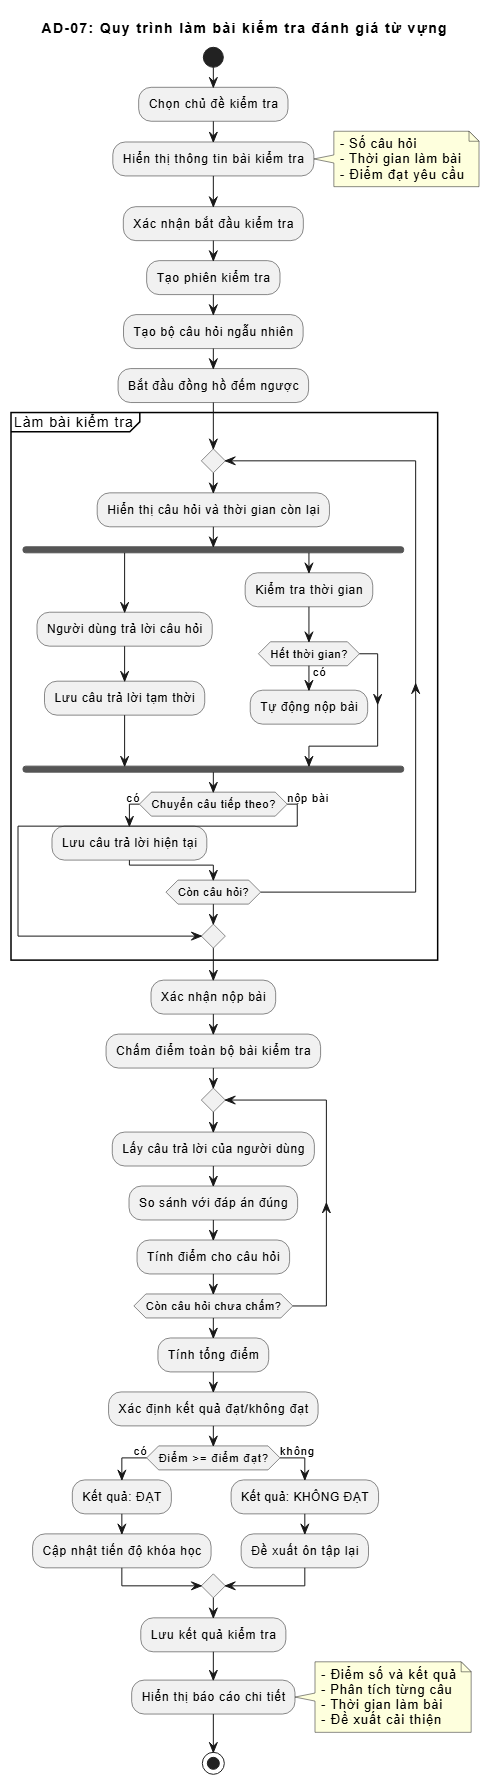 AD-07: Quy trình làm bài kiểm tra đánh giá từ vựng
Chọn chủ đề kiểm tra
Hiển thị thông tin bài kiểm tra
- Số câu hỏi
- Thời gian làm bài
- Điểm đạt yêu cầu
Xác nhận bắt đầu kiểm tra
Tạo phiên kiểm tra
Tạo bộ câu hỏi ngẫu nhiên
Bắt đầu đồng hồ đếm ngược
Làm bài kiểm tra
Hiển thị câu hỏi và thời gian còn lại
Kiểm tra thời gian
Người dùng trả lời câu hỏi
Hết thời gian?
có
Lưu câu trả lời tạm thời
Tự động nộp bài
có
Chuyển câu tiếp theo?
nộp bài
Lưu câu trả lời hiện tại
Còn câu hỏi?
Xác nhận nộp bài
Chấm điểm toàn bộ bài kiểm tra
Lấy câu trả lời của người dùng
So sánh với đáp án đúng
Tính điểm cho câu hỏi
Còn câu hỏi chưa chấm?
Tính tổng điểm
Xác định kết quả đạt/không đạt
có
Điểm >= điểm đạt?
không
Kết quả: ĐẠT
Kết quả: KHÔNG ĐẠT
Cập nhật tiến độ khóa học
Đề xuất ôn tập lại
Lưu kết quả kiểm tra
Hiển thị báo cáo chi tiết
- Điểm số và kết quả
- Phân tích từng câu
- Thời gian làm bài
- Đề xuất cải thiện